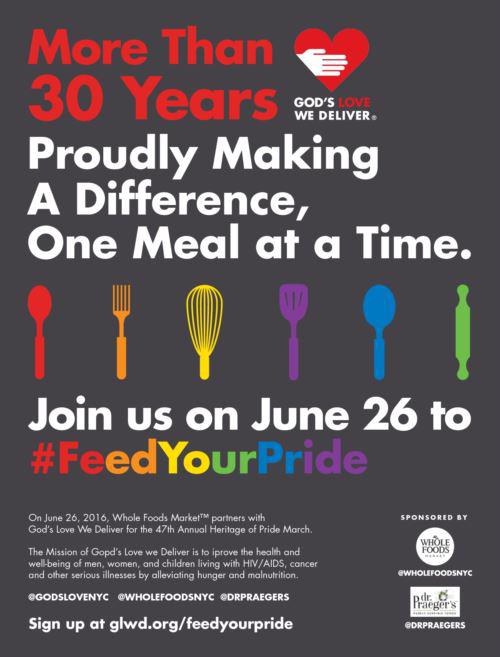 More Than
30 Years
GOD'S LOVE
WE DELIVER®
Proudly Making
A Difference,
One Meal at a Time.
Join us on June 26 to
#FeedYourPride
On June 26, 2016, Whole Foods Market™ partners with
God's Love We Deliver for the 47th Annual Heritage of Pride March.
The Mission of Gopd's Love we Deliver is to iprove the health and
well-being of men, women, and children living with HIV/AIDS, cancer
and other serious illnesses by alleviating hunger and malnutrition.
@GODSLOVENYC @WHOLEFOODSNYC @DRPRAEGERS
Sign up at glwd.org/feedyourpride
SPONSORED BY
WHOLE
FOODS
MARKET
@WHOLEFOODSNYC
dr.
Praeger's
@DRPRAEGERS